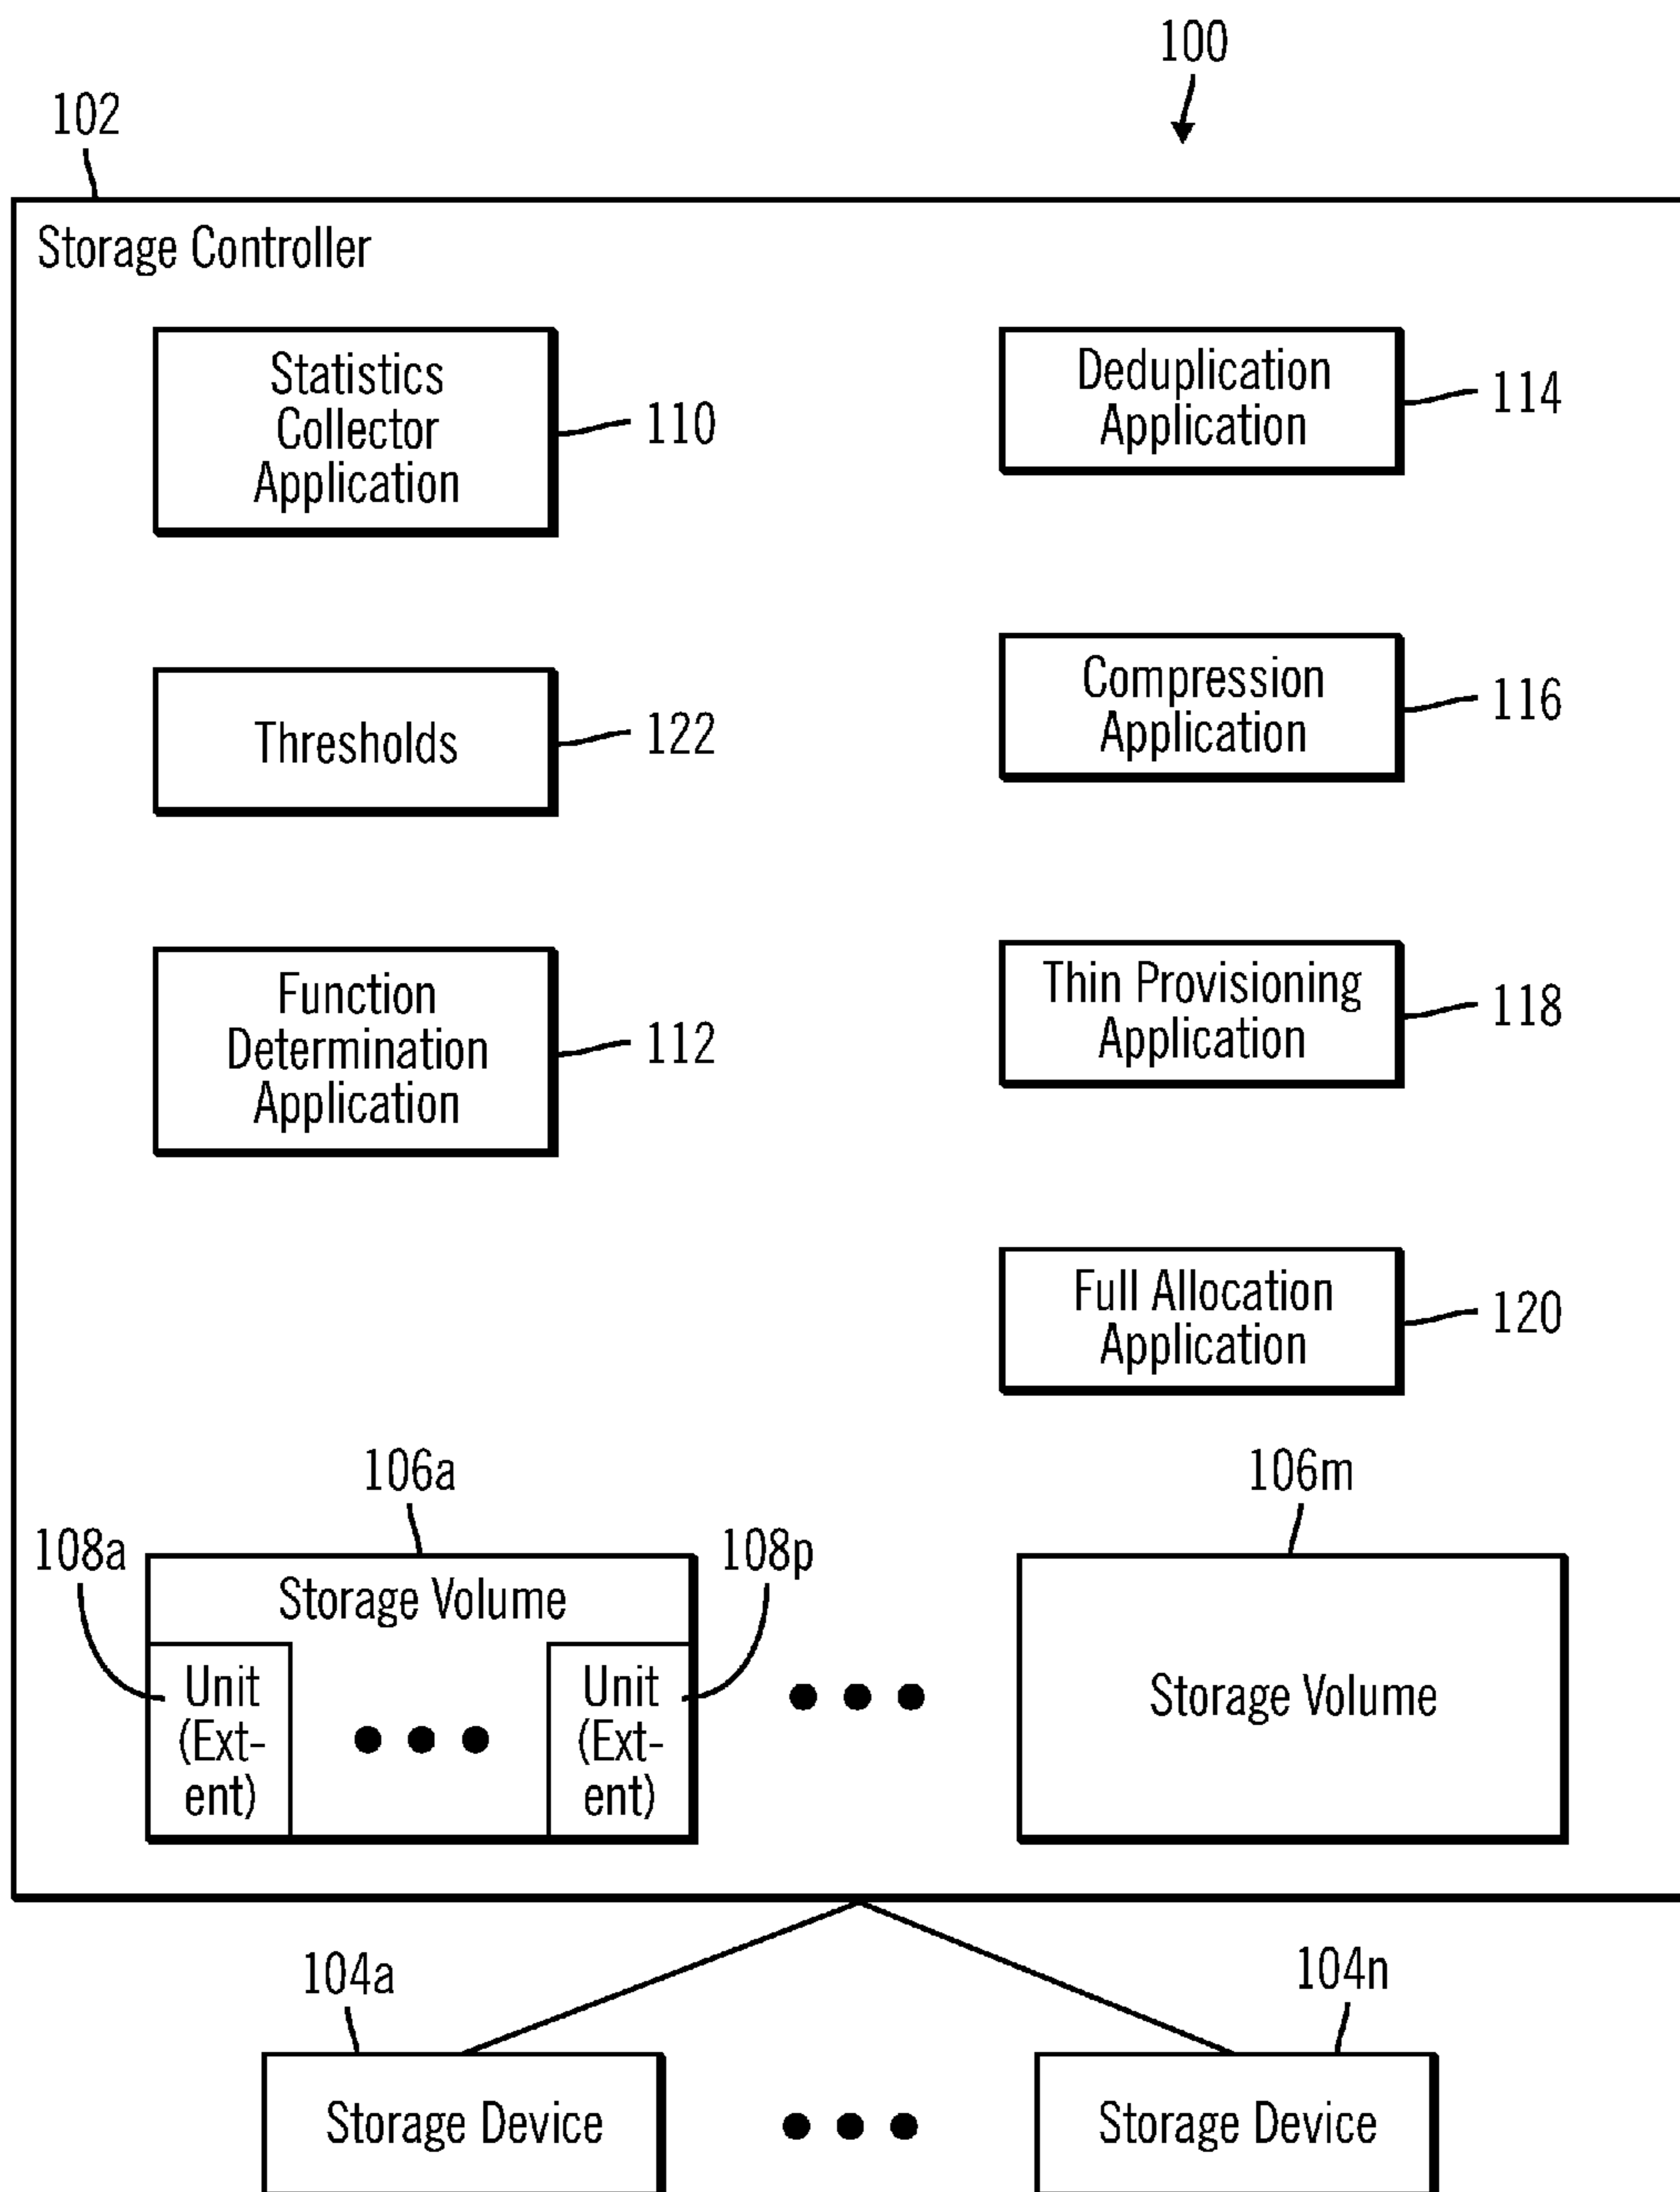 100
102
Storage Controller
Statistics
Collector
Application
110
Deduplication
Application
114
Thresholds
122
Compression
Application
116
Function
Determination
Application
112
Thin Provisioning
Application
118
Full Allocation
Application
120
106a
106m
108a
108p
Storage Volume
Unit
(Ext-
ent)
Unit
(Ext-
ent)
Storage Volume
104a
104n
Storage Device
Storage Device